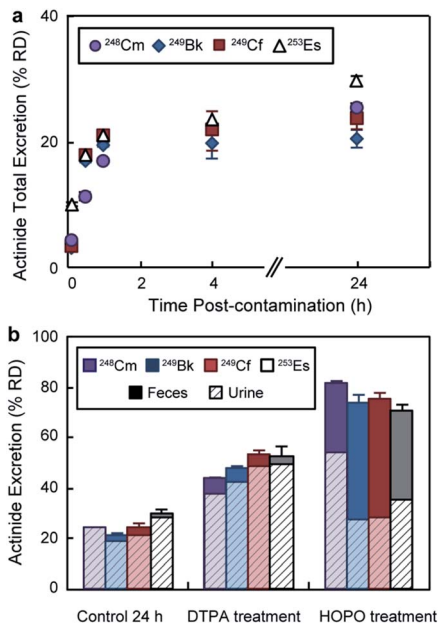 a
Actinide Total Excretion (% RD)
40
20
0
²⁴⁸Cm ²⁴⁹Bk ²⁴⁹Cf ²⁵³Es
0 2 4 24
Time Post-contamination (h)
b
Actinide Excretion (% RD)
100
80
60
40
20
0
²⁴⁸Cm ²⁴⁹Bk ²⁴⁹Cf ²⁵³Es
Feces Urine
Control 24 h DTPA treatment HOPO treatment